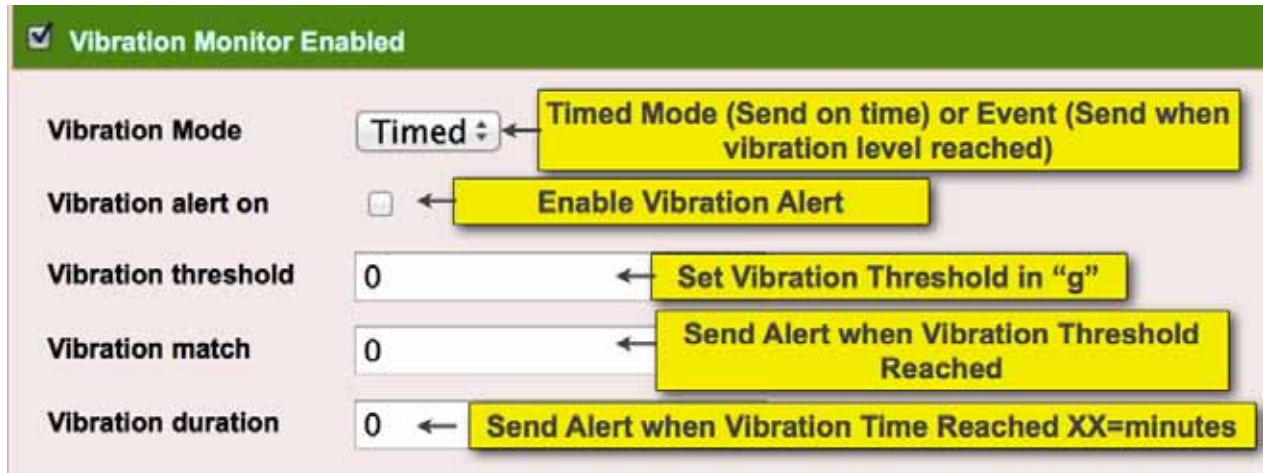 Vibration Monitor Enabled
Vibration Mode
Timed
Timed Mode (Send on time) or Event (Send when
vibration level reached)
Vibration alert on
Enable Vibration Alert
Vibration threshold
0
Set Vibration Threshold in “g”
Vibration match
0
Send Alert when Vibration Threshold
Reached
Vibration duration
0
Send Alert when Vibration Time Reached XX=minutes